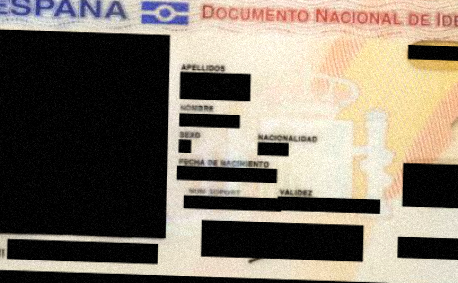 ESPAÑA DOCUMENTO NACIONAL DE IDE
APELLIDOS
NOMBRE
SEXO NACIONALIDAD
FECHA DE NACIMIENTO
NUM SOPORT VALIDEZ